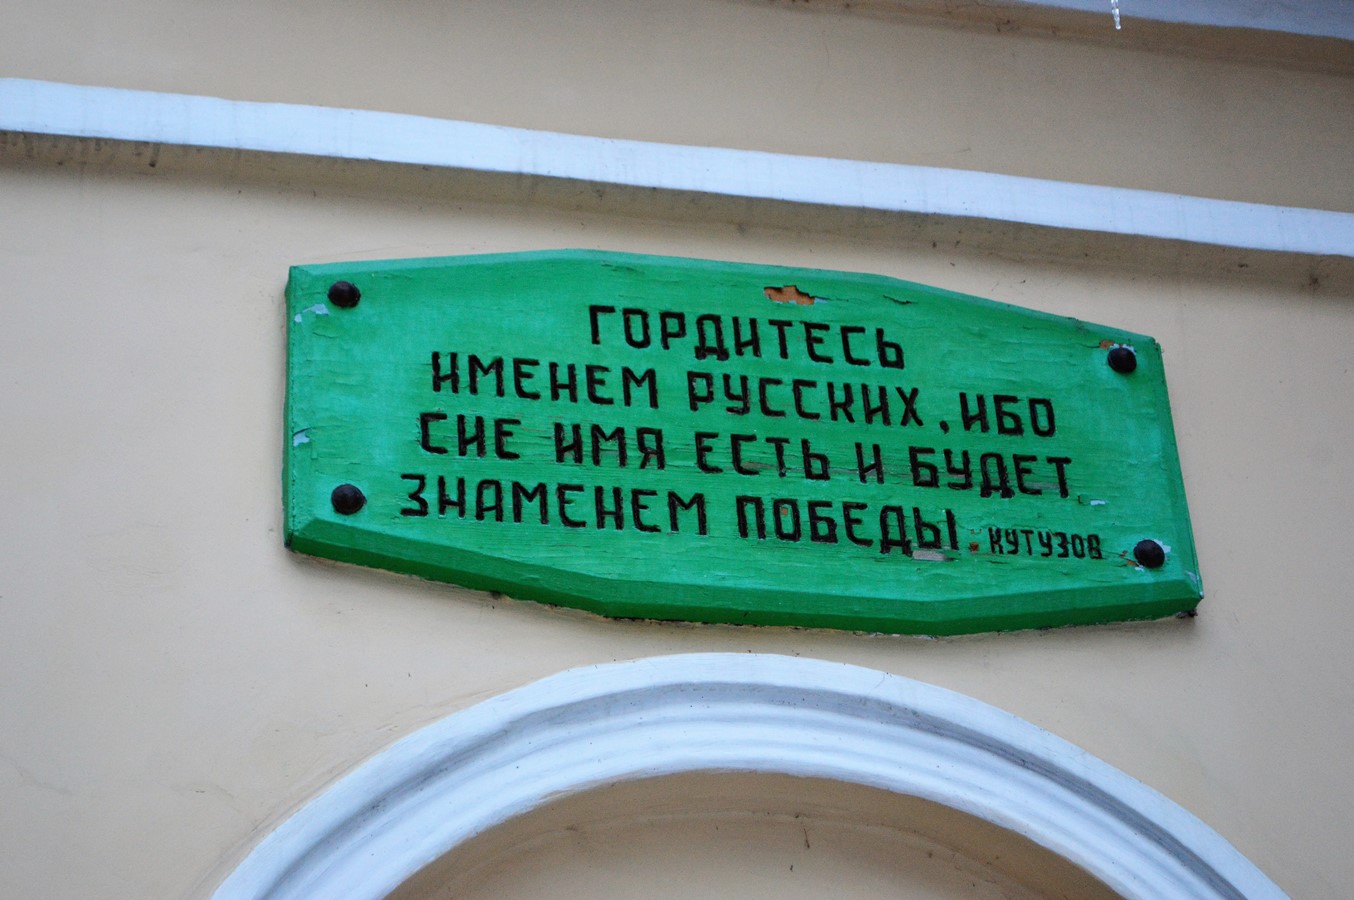 ГОРДИТЕСЬ
ИМЕНЕМ РУССКИХ, ИБО
СИЕ ИМЯ ЕСТЬ И БУДЕТ
ЗНАМЕНЕМ ПОБЕДЫ. КУТУЗОВ